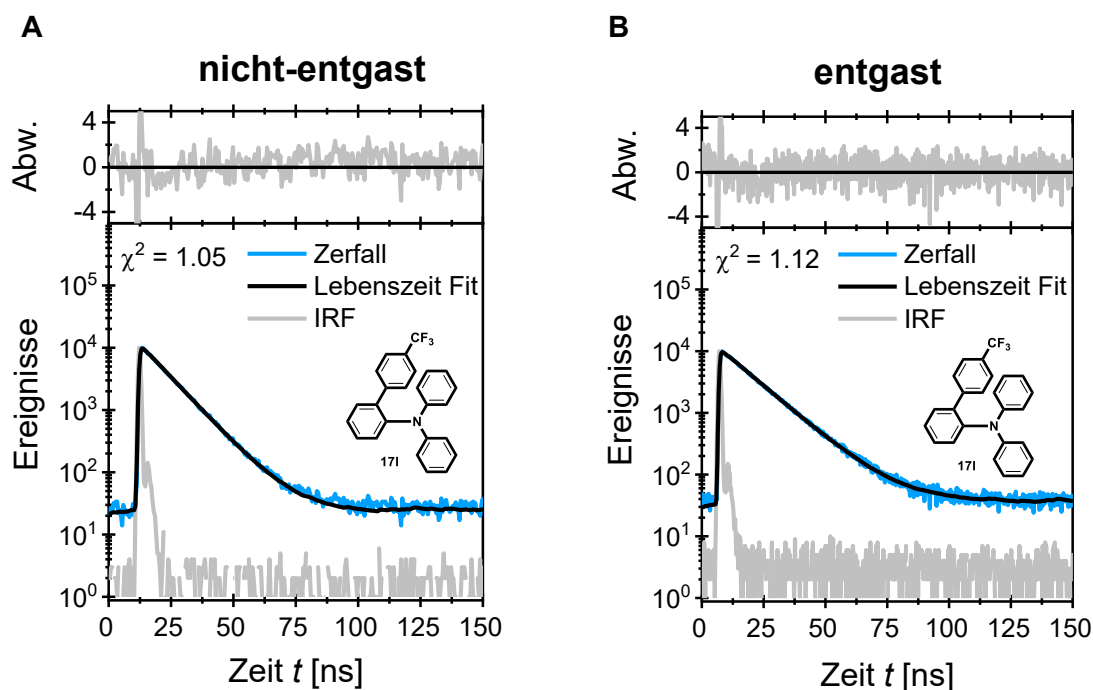 A
nicht-entgast
Abw.
4
0
-4
χ² = 1.05
Zerfall
Lebenszeit Fit
IRF
Ereignisse
10⁵
10⁴
10³
10²
10¹
10⁰
CF₃
N
17l
0 25 50 75 100 125 150
Zeit t [ns]
B
entgast
Abw.
4
0
-4
χ² = 1.12
Zerfall
Lebenszeit Fit
IRF
Ereignisse
10⁵
10⁴
10³
10²
10¹
10⁰
CF₃
N
17l
0 25 50 75 100 125 150
Zeit t [ns]